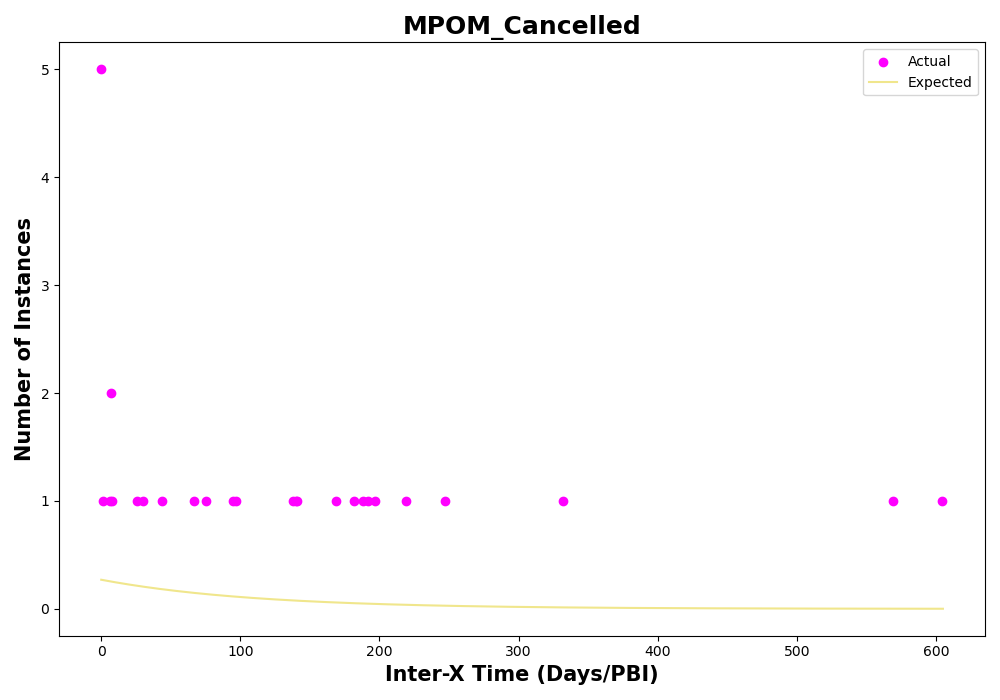 MPOM_Cancelled
Actual
Expected
Number of Instances
5
4
3
2
1
0
0 100 200 300 400 500 600
Inter-X Time (Days/PBI)